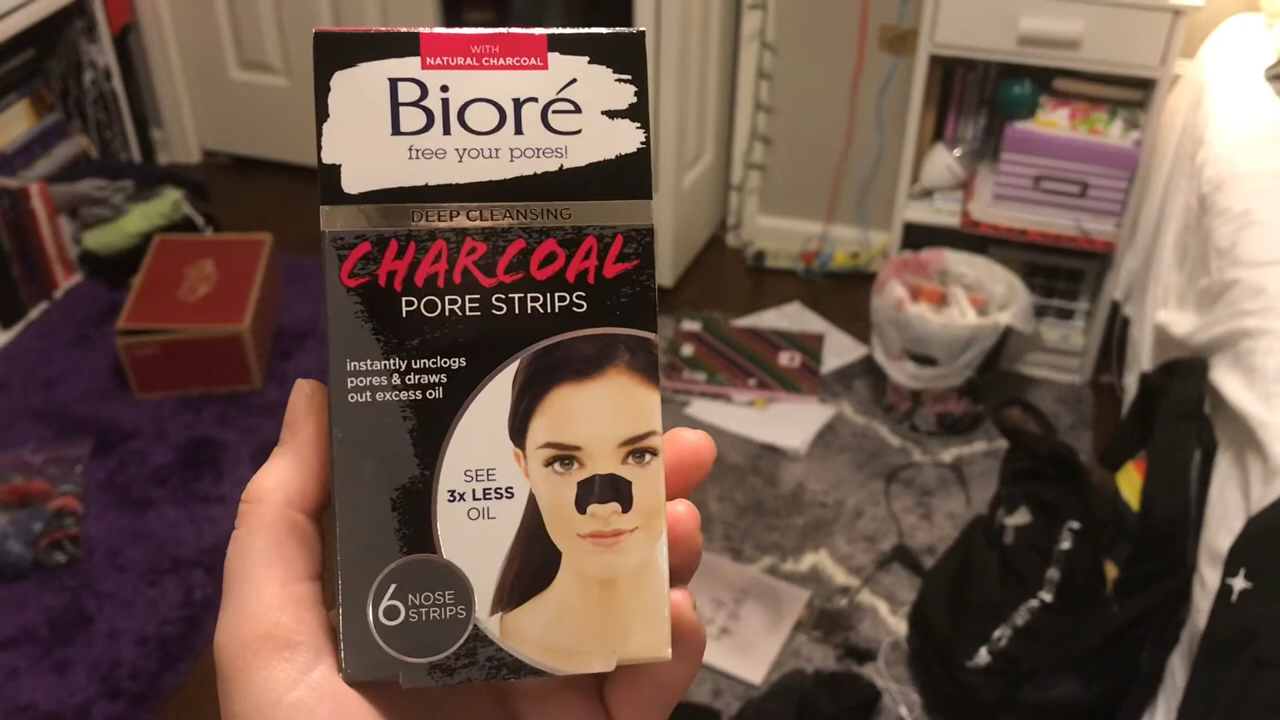 WITH
NATURAL CHARCOAL
Bioré
free your pores!
DEEP CLEANSING
CHARCOAL
PORE STRIPS
instantly unclogs
pores & draws
out excess oil
SEE
3x LESS
OIL
6 NOSE
STRIPS